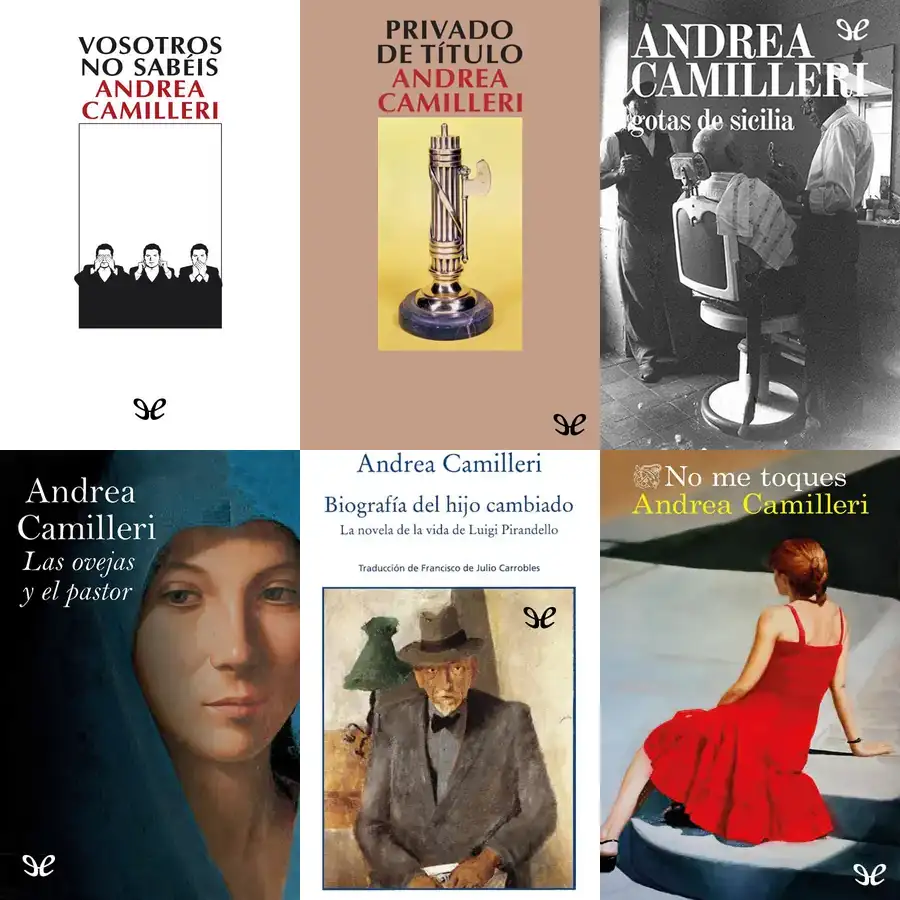 VOSOTROS
NO SABÉIS
ANDREA
CAMILLERI
PRIVADO
DE TÍTULO
ANDREA
CAMILLERI
ANDREA
CAMILLERI
gotas de sicilia
Andrea
Camilleri
Las ovejas
y el pastor
Andrea Camilleri
Biografía del hijo cambiado
La novela de la vida de Luigi Pirandello
Traducción de Francisco de Julio Carrobles
No me toques
Andrea Camilleri